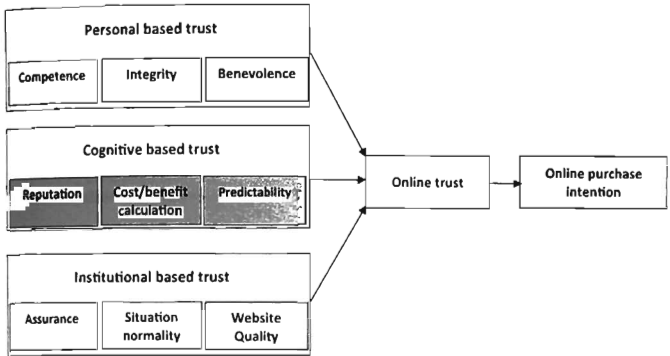 Personal based trust
Competence
Integrity
Benevolence
Cognitive based trust
Reputation
Cost/benefit
calculation
Predictability
Online trust
Online purchase
intention
Institutional based trust
Assurance
Situation
normality
Website
Quality